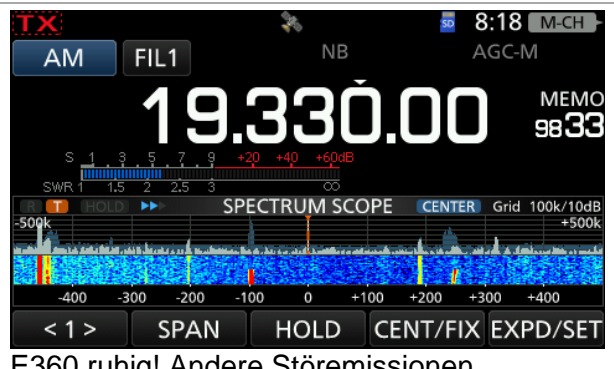 TX 8:18 M-CH
AM FIL1 NB AGC-M
19.330.00 MEMO
9833
S 1 3 5 7 9 +20 +40 +60dB
SWR 1 1.5 2 2.5 3 ∞
R T HOLD SPECTRUM SCOPE CENTER Grid 100k/10dB
-500k +500k
-400 -300 -200 -100 0 +100 +200 +300 +400
< 1 > SPAN HOLD CENT/FIX EXPD/SET
E360 ruhig! Andere Störemissionen